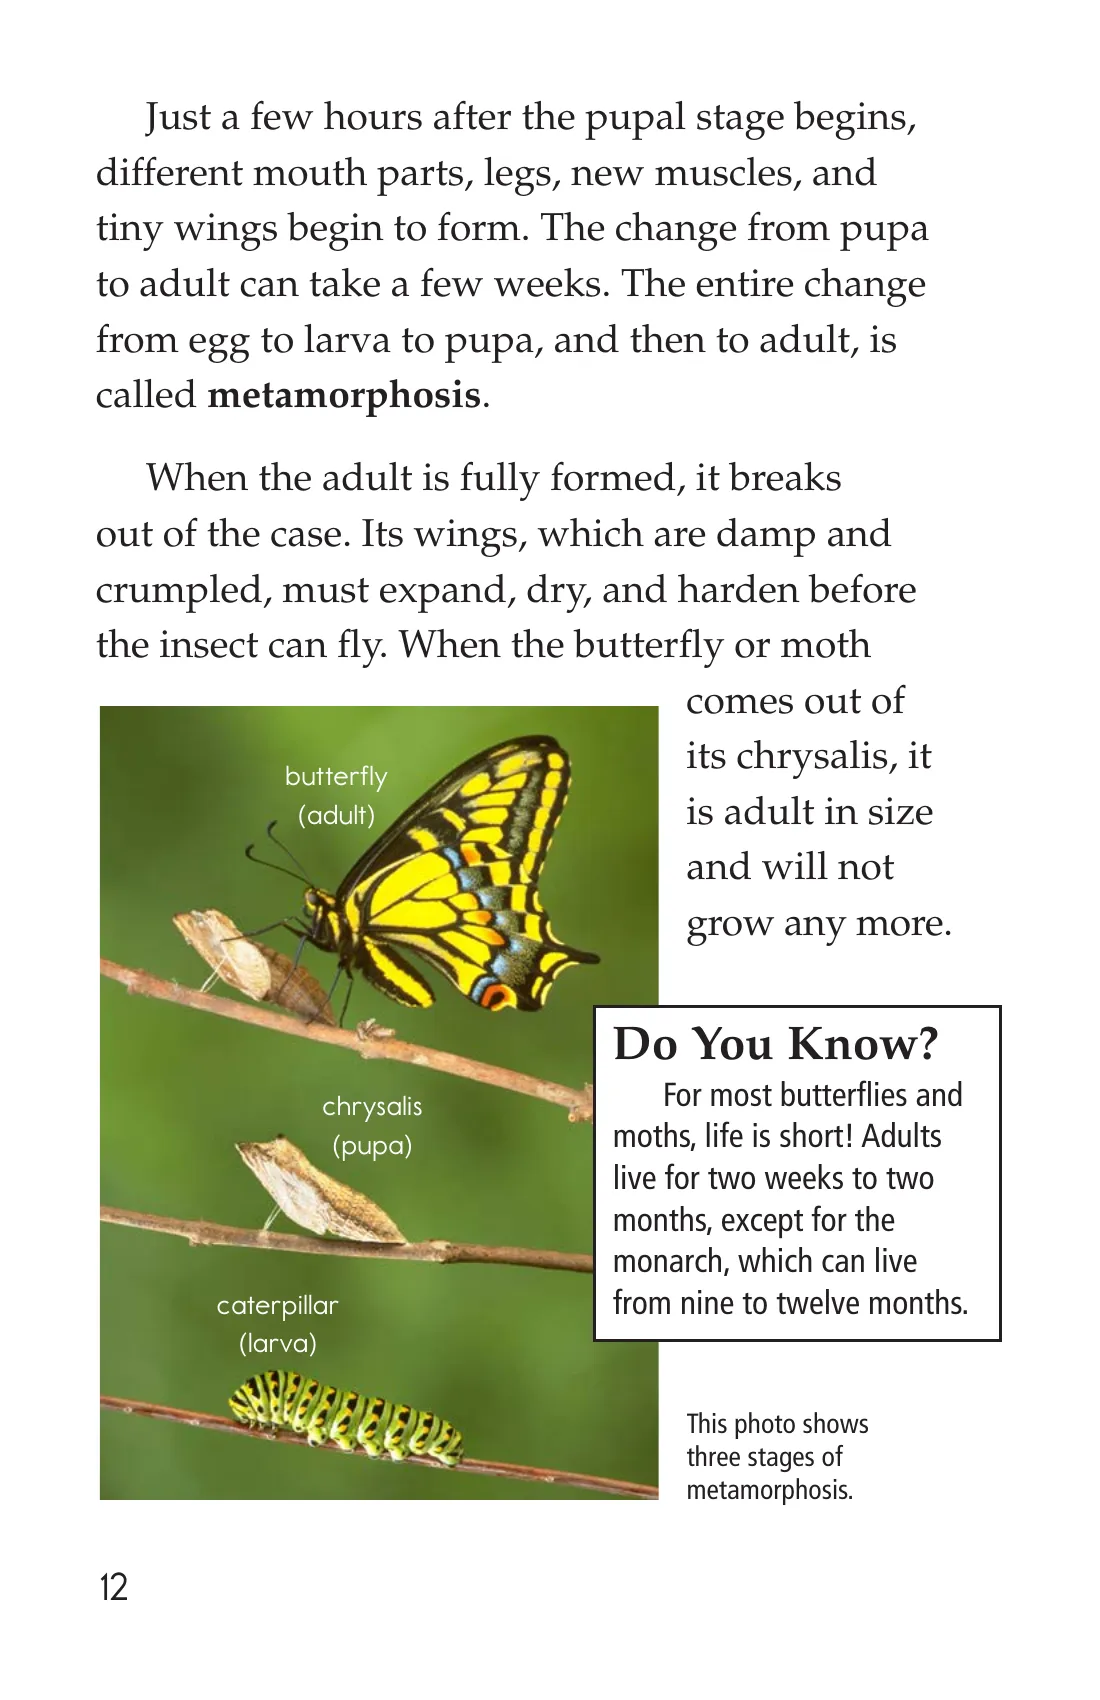 Just a few hours after the pupal stage begins,
different mouth parts, legs, new muscles, and
tiny wings begin to form. The change from pupa
to adult can take a few weeks. The entire change
from egg to larva to pupa, and then to adult, is
called metamorphosis.
When the adult is fully formed, it breaks
out of the case. Its wings, which are damp and
crumpled, must expand, dry, and harden before
the insect can fly. When the butterfly or moth
comes out of
its chrysalis, it
is adult in size
and will not
grow any more.
butterfly
(adult)
chrysalis
(pupa)
caterpillar
(larva)
Do You Know?
For most butterflies and
moths, life is short! Adults
live for two weeks to two
months, except for the
monarch, which can live
from nine to twelve months.
This photo shows
three stages of
metamorphosis.
12